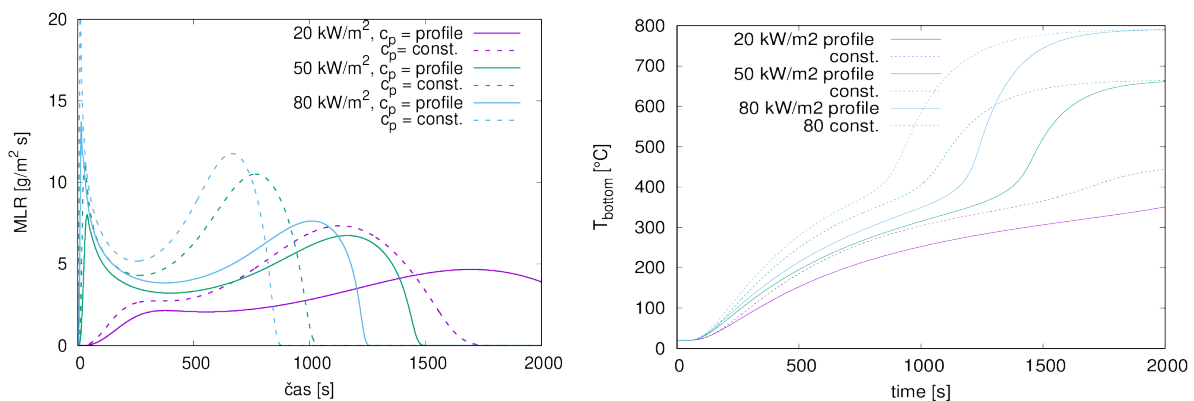 20
15
10
5
0
MLR [g/m² s]
0 500 1000 1500 2000
čas [s]
20 kW/m², cₚ = profile
cₚ= const.
50 kW/m², cₚ = profile
cₚ = const.
80 kW/m², cₚ = profile
cₚ = const.
800
700
600
500
400
300
200
100
0
T_bottom [°C]
0 500 1000 1500 2000
time [s]
20 kW/m2 profile
const.
50 kW/m2 profile
const.
80 kW/m2 profile
80 const.